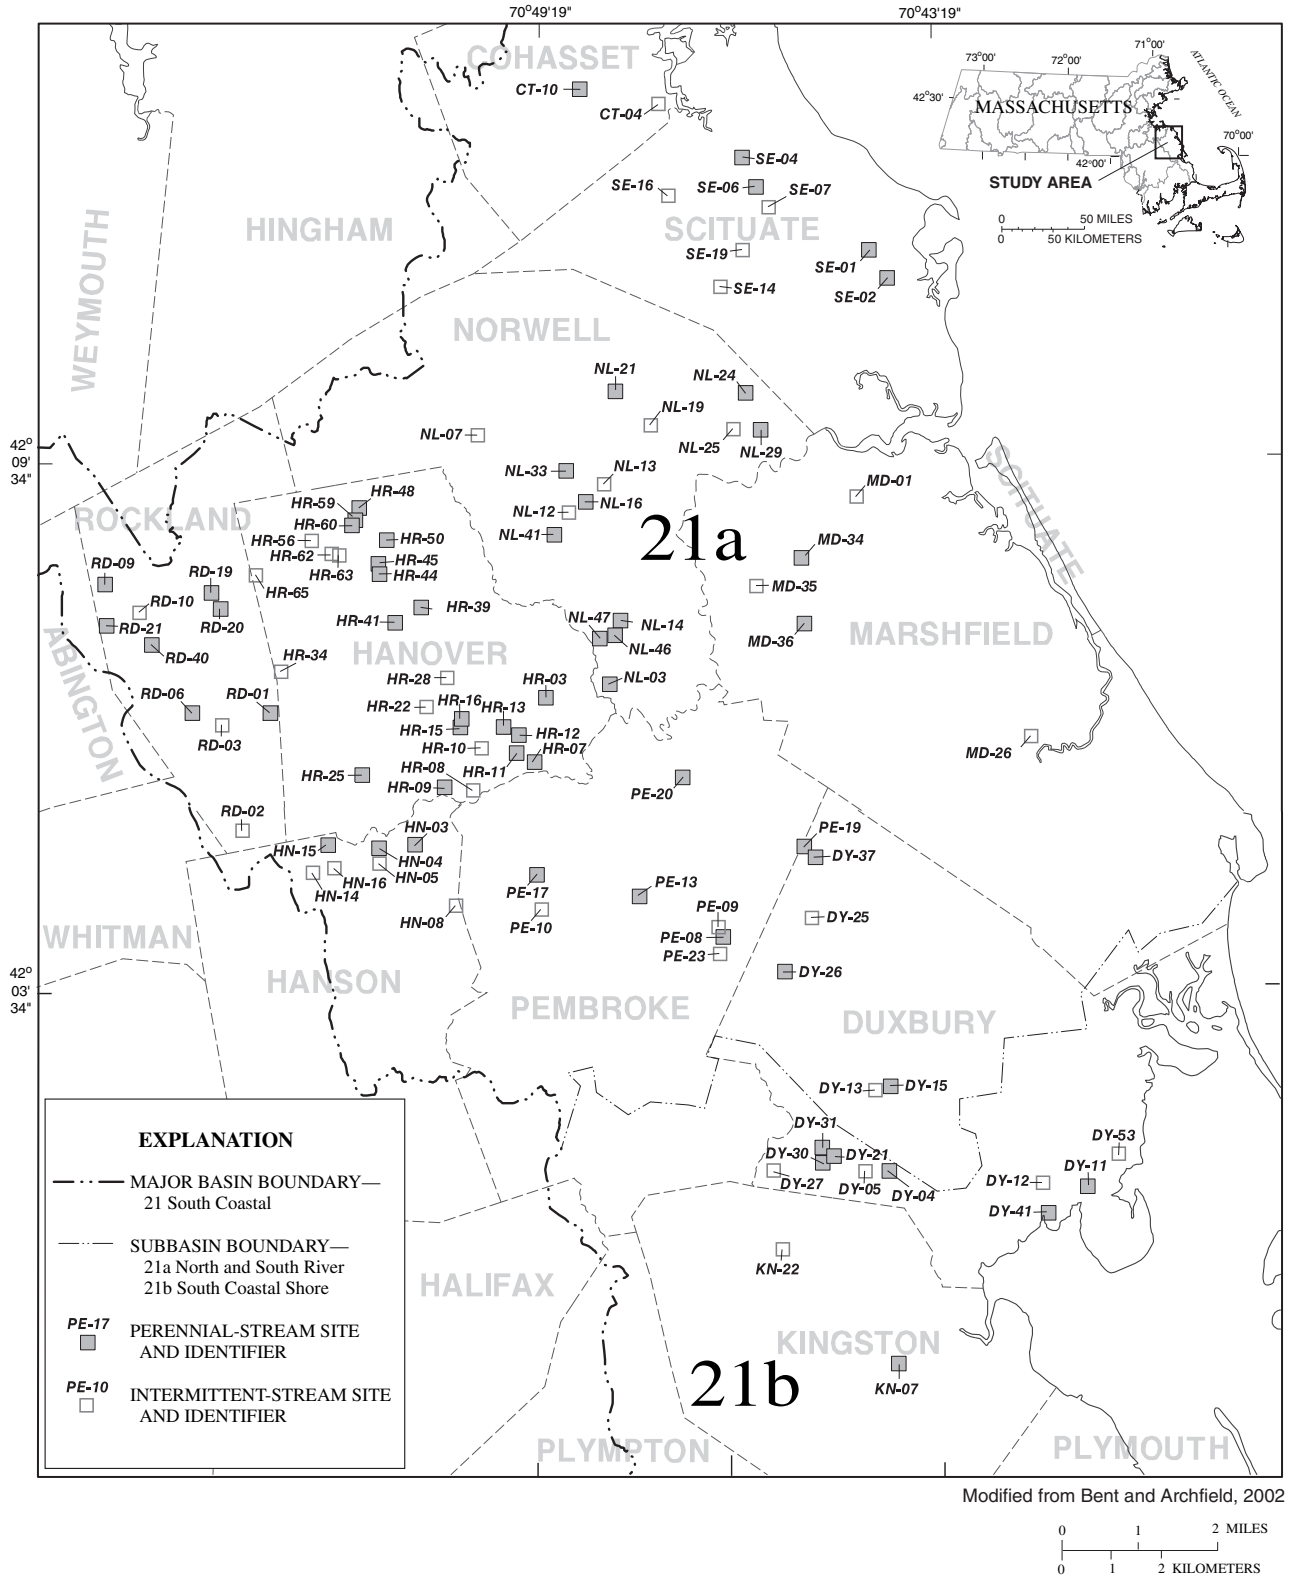 70°49'19"
70°43'19"
COHASSET
CT-10
CT-04
73°00'
72°00'
71°00'
ATLANTIC OCEAN
42°30'
MASSACHUSETTS
70°00'
42°00'
STUDY AREA
0 50 MILES
0 50 KILOMETERS
SE-04
SE-16
SE-06
SE-07
HINGHAM
SCITUATE
WEYMOUTH
SE-19
SE-01
SE-14
SE-02
NORWELL
NL-21
NL-24
NL-19
NL-07
NL-25
NL-29
42°
09'
34"
NL-33
NL-13
SCITUATE
HR-48
HR-59
NL-16
MD-01
ROCKLAND
HR-60
NL-12
HR-56
HR-50
NL-41
21a
HR-62
HR-45
MD-34
RD-09
RD-19
HR-63
HR-44
HR-65
MD-35
RD-10
HR-39
RD-21
RD-20
HR-41
NL-47
NL-14
MD-36
MARSHFIELD
ABINGTON
RD-40
HR-34
HANOVER
NL-46
HR-28
HR-03
NL-03
RD-06
RD-01
HR-16
HR-13
HR-22
HR-15
HR-12
RD-03
HR-10
HR-07
MD-26
HR-08
HR-11
HR-25
HR-09
PE-20
RD-02
HN-03
PE-19
HN-15
HN-04
DY-37
HN-16
HN-05
HN-14
PE-17
PE-13
HN-08
PE-10
PE-09
DY-25
WHITMAN
PE-08
PE-23
DY-26
42°
03'
34"
HANSON
PEMBROKE
DUXBURY
DY-13
DY-15
DY-31
DY-53
DY-30
DY-21
DY-27
DY-05
DY-04
DY-12
DY-11
DY-41
KN-22
HALIFAX
KINGSTON
21b
KN-07
PLYMPTON
PLYMOUTH
EXPLANATION
MAJOR BASIN BOUNDARY—
21 South Coastal
SUBBASIN BOUNDARY—
21a North and South River
21b South Coastal Shore
PE-17
PERENNIAL-STREAM SITE
AND IDENTIFIER
PE-10
INTERMITTENT-STREAM SITE
AND IDENTIFIER
Modified from Bent and Archfield, 2002
0 1 2 MILES
0 1 2 KILOMETERS